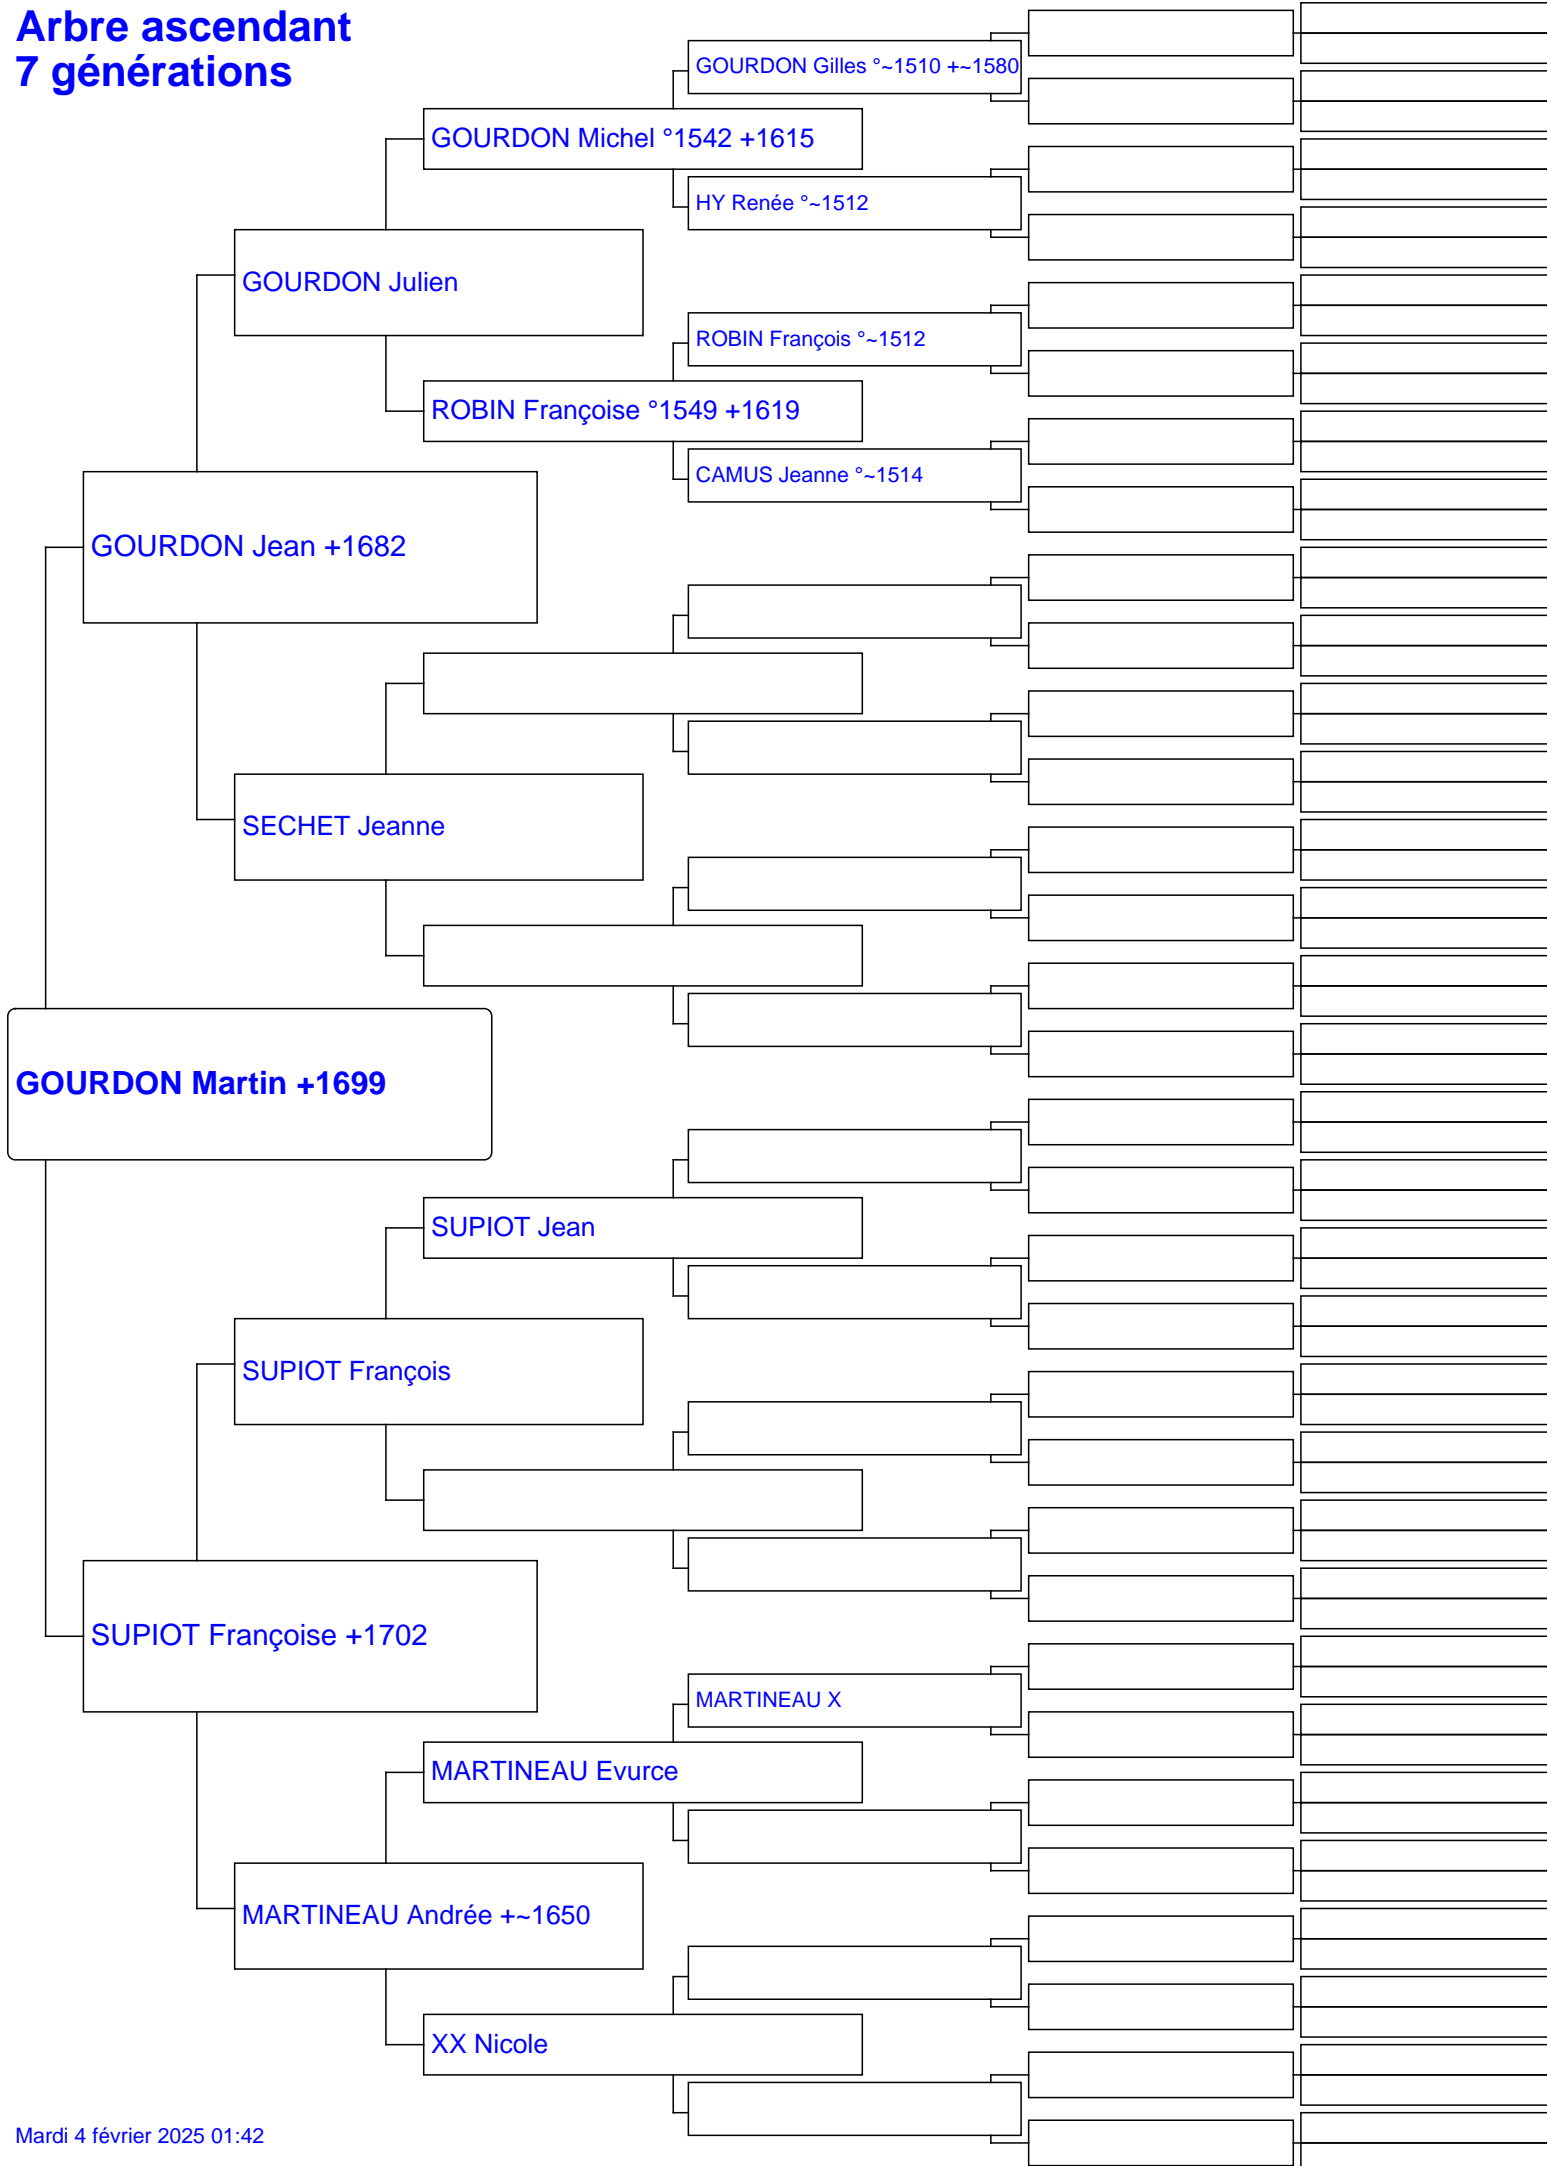 Arbre ascendant
7 générations
GOURDON Gilles °~1510 +~1580
GOURDON Michel °1542 +1615
HY Renée °~1512
GOURDON Julien
ROBIN François °~1512
ROBIN Françoise °1549 +1619
CAMUS Jeanne °~1514
GOURDON Jean +1682
SECHET Jeanne
GOURDON Martin +1699
SUPIOT Jean
SUPIOT François
SUPIOT Françoise +1702
MARTINEAU X
MARTINEAU Evurce
MARTINEAU Andrée +~1650
XX Nicole
Mardi 4 février 2025 01:42